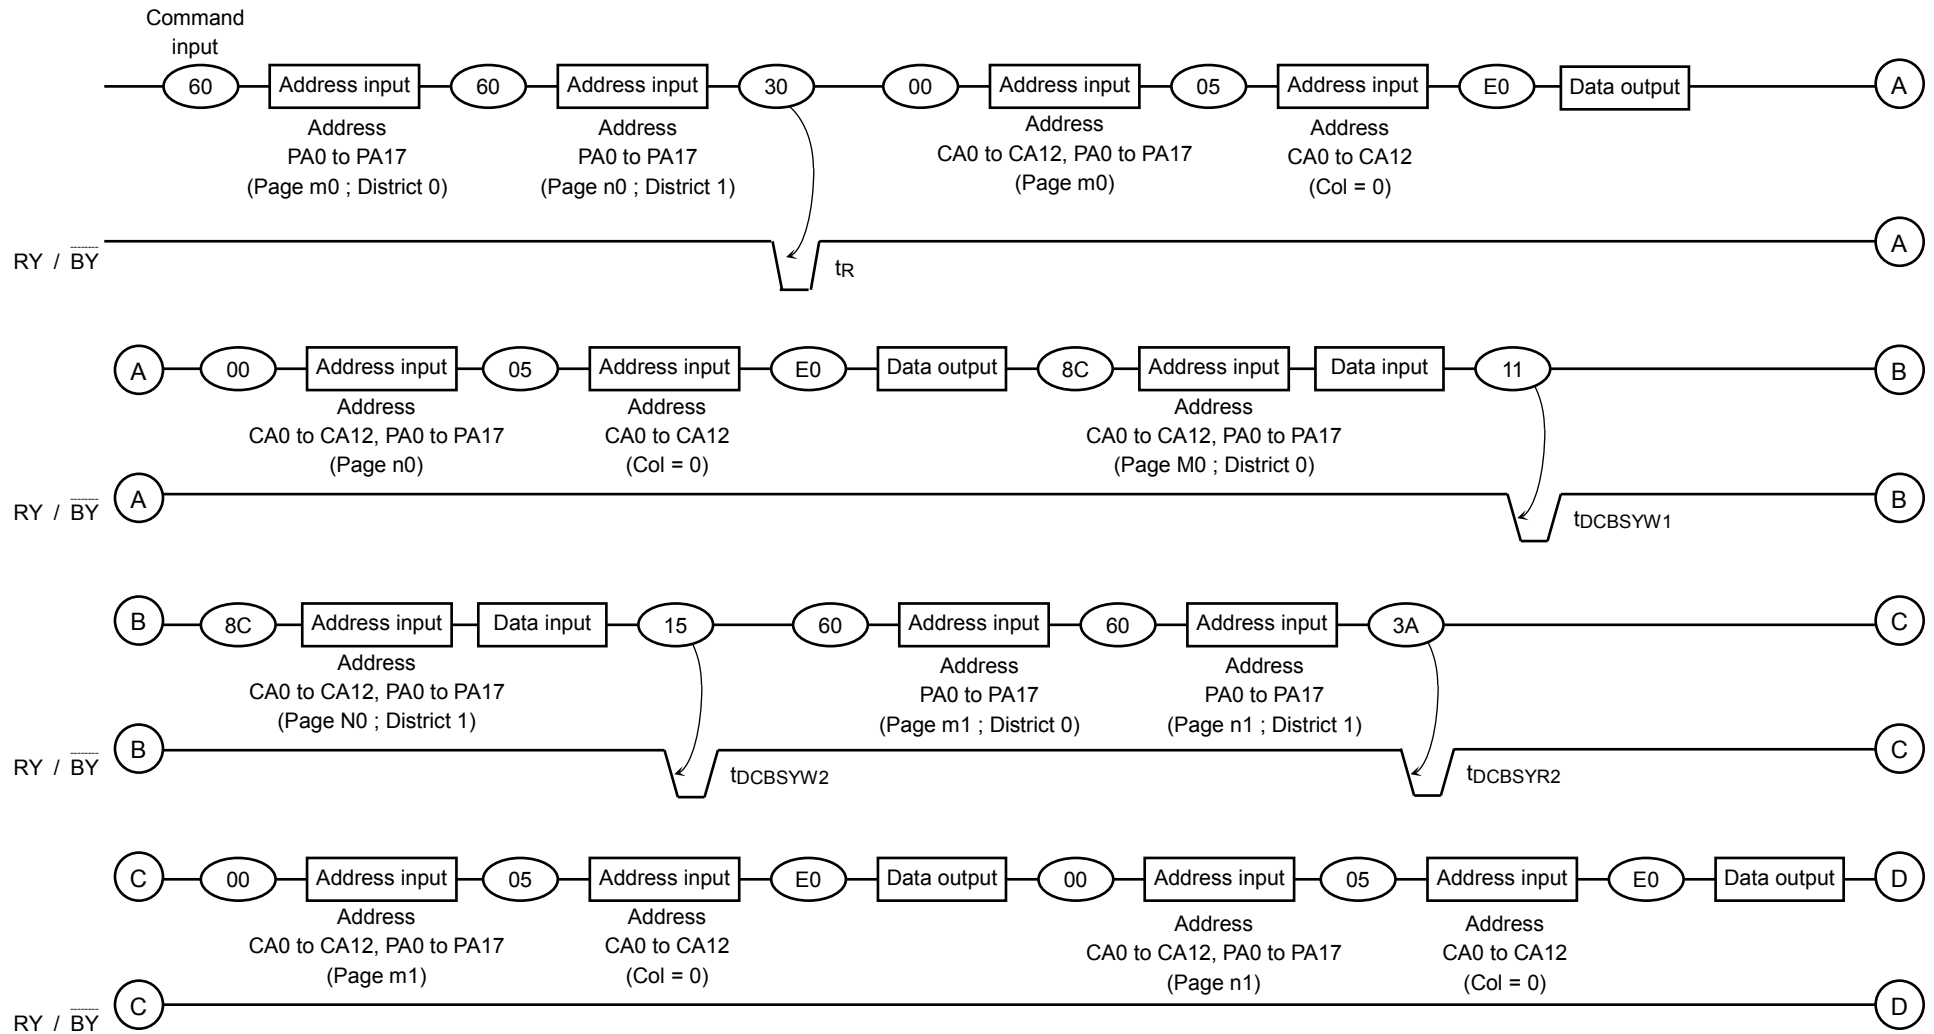 Command
input
60 Address input 60 Address input 30 00 Address input 05 Address input E0 Data output A
Address
PA0 to PA17
(Page m0 ; District 0)
Address
PA0 to PA17
(Page n0 ; District 1)
Address
CA0 to CA12, PA0 to PA17
(Page m0)
Address
CA0 to CA12
(Col = 0)
RY / BY A
tR
A 00 Address input 05 Address input E0 Data output 8C Address input Data input 11 B
Address
CA0 to CA12, PA0 to PA17
(Page n0)
Address
CA0 to CA12
(Col = 0)
Address
CA0 to CA12, PA0 to PA17
(Page M0 ; District 0)
RY / BY A B
tDCBSYW1
B 8C Address input Data input 15 60 Address input 60 Address input 3A C
Address
CA0 to CA12, PA0 to PA17
(Page N0 ; District 1)
Address
PA0 to PA17
(Page m1 ; District 0)
Address
PA0 to PA17
(Page n1 ; District 1)
RY / BY B C
tDCBSYW2
tDCBSYR2
C 00 Address input 05 Address input E0 Data output 00 Address input 05 Address input E0 Data output D
Address
CA0 to CA12, PA0 to PA17
(Page m1)
Address
CA0 to CA12
(Col = 0)
Address
CA0 to CA12, PA0 to PA17
(Page n1)
Address
CA0 to CA12
(Col = 0)
RY / BY C D